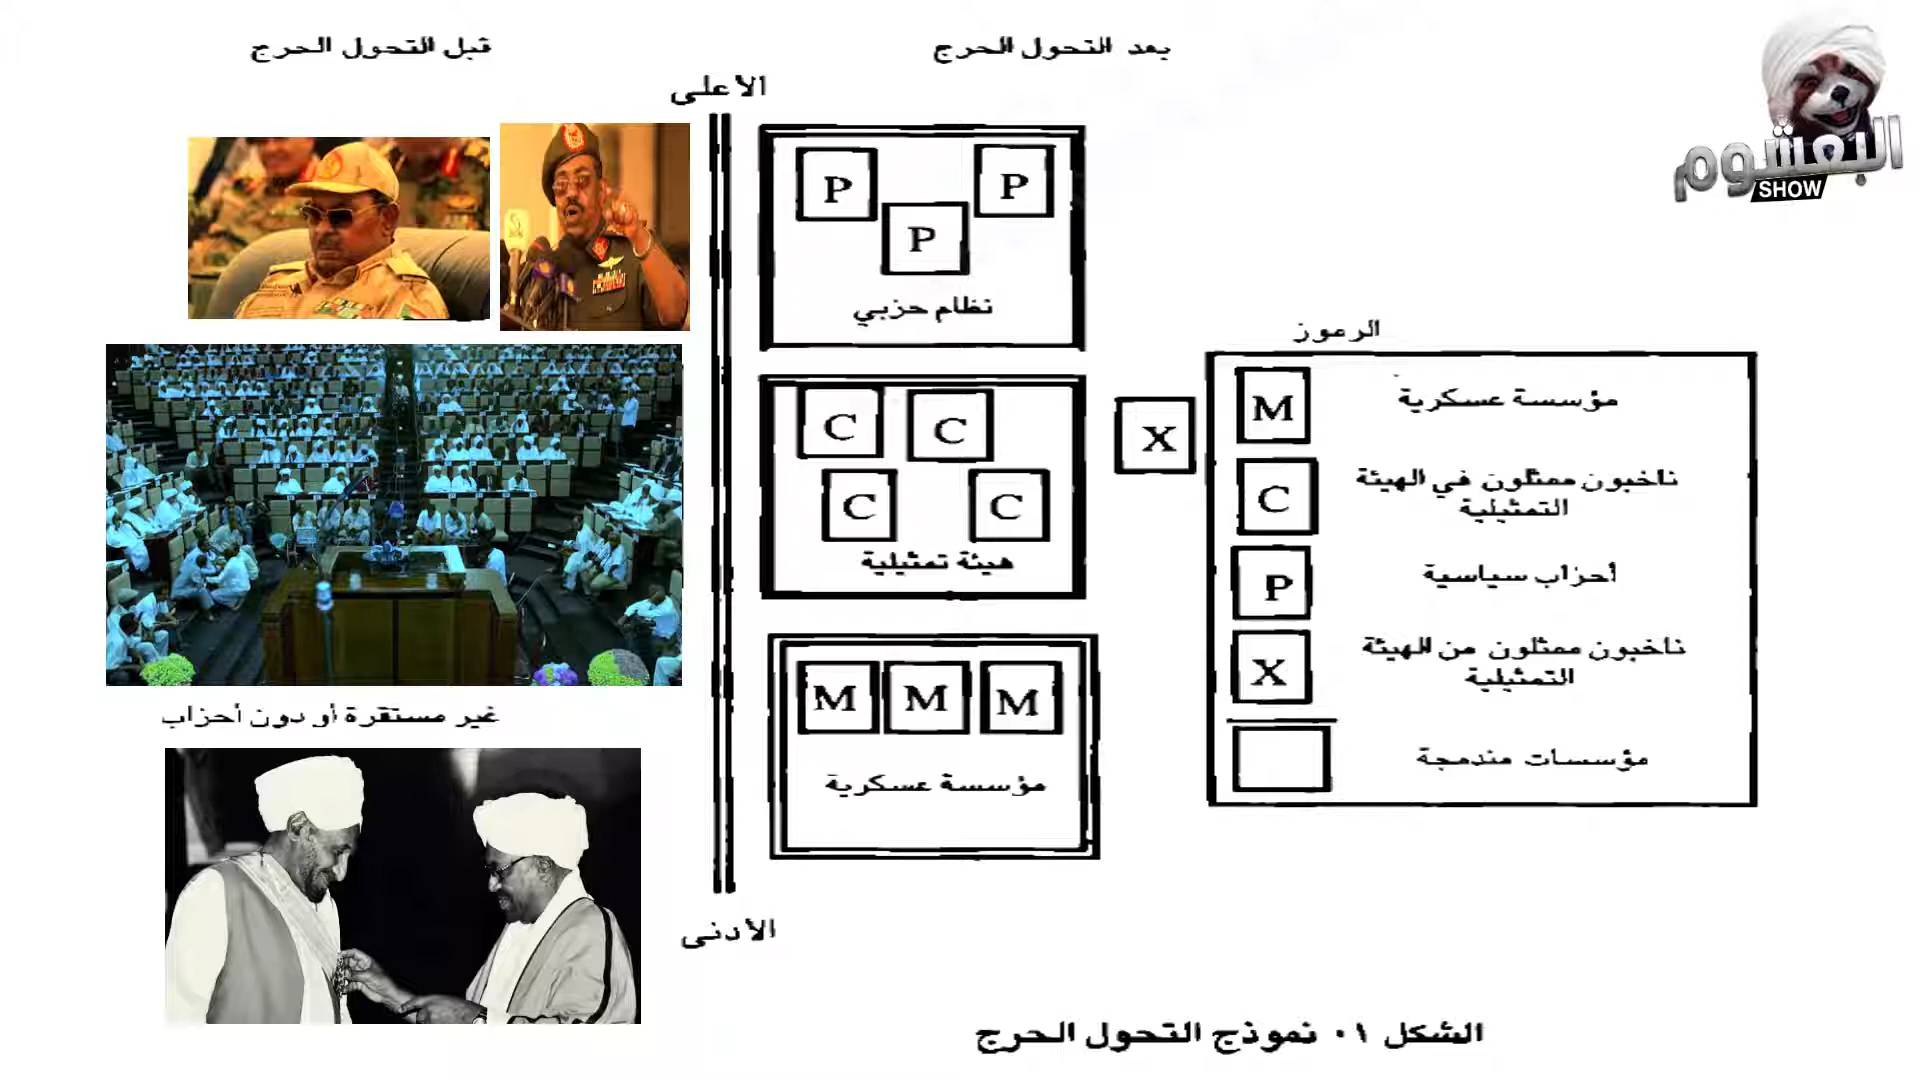 بعد التحول الحرج
قبل التحول الحرج
الأعلى
البعشوم
SHOW
P
P
P
نظام حزبي
C
C
C
C
هيئة تمثيلية
M
M
M
مؤسسة عسكرية
X
الرموز
M
مؤسسة عسكرية
C
ناخبون ممثلون في الهيئة
التمثيلية
P
أحزاب سياسية
X
ناخبون ممثلون من الهيئة
التمثيلية
مؤسسات مندمجة
غير مستقرة أو دون أحزاب
الأدنى
الشكل ٠١ نموذج التحول الحرج